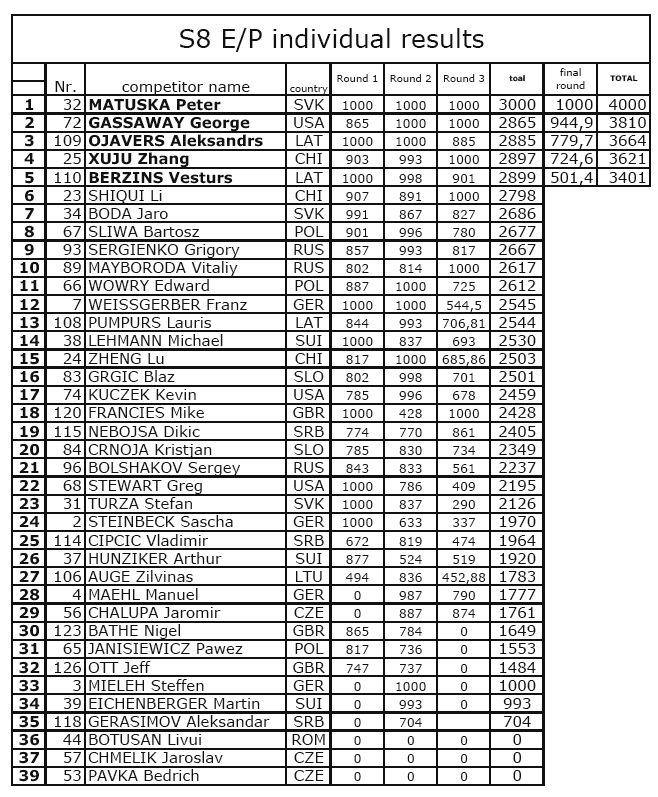 S8 E/P individual results
Nr. competitor name country Round 1 Round 2 Round 3 toal final round TOTAL
1 32 MATUSKA Peter SVK 1000 1000 1000 3000 1000 4000
2 72 GASSAWAY George USA 865 1000 1000 2865 944,9 3810
3 109 OJAVERS Aleksandrs LAT 1000 1000 885 2885 779,7 3664
4 25 XUJU Zhang CHI 903 993 1000 2897 724,6 3621
5 110 BERZINS Vesturs LAT 1000 998 901 2899 501,4 3401
6 23 SHIQUI Li CHI 907 891 1000 2798
7 34 BODA Jaro SVK 991 867 827 2686
8 67 SLIWA Bartosz POL 901 996 780 2677
9 93 SERGIENKO Grigory RUS 857 993 817 2667
10 89 MAYBORODA Vitaliy RUS 802 814 1000 2617
11 66 WOWRY Edward POL 887 1000 725 2612
12 7 WEISSGERBER Franz GER 1000 1000 544,5 2545
13 108 PUMPURS Lauris LAT 844 993 706,81 2544
14 38 LEHMANN Michael SUI 1000 837 693 2530
15 24 ZHENG Lu CHI 817 1000 685,86 2503
16 83 GRGIC Blaz SLO 802 998 701 2501
17 74 KUCZEK Kevin USA 785 996 678 2459
18 120 FRANCIES Mike GBR 1000 428 1000 2428
19 115 NEBOJSA Dikic SRB 774 770 861 2405
20 84 CRNOJA Kristjan SLO 785 830 734 2349
21 96 BOLSHAKOV Sergey RUS 843 833 561 2237
22 68 STEWART Greg USA 1000 786 409 2195
23 31 TURZA Stefan SVK 1000 837 290 2126
24 2 STEINBECK Sascha GER 1000 633 337 1970
25 114 CIPCIC Vladimir SRB 672 819 474 1964
26 37 HUNZIKER Arthur SUI 877 524 519 1920
27 106 AUGE Zilvinas LTU 494 836 452,88 1783
28 4 MAEHL Manuel GER 0 987 790 1777
29 56 CHALUPA Jaromir CZE 0 887 874 1761
30 123 BATHE Nigel GBR 865 784 0 1649
31 65 JANISIEWICZ Pawez POL 817 736 0 1553
32 126 OTT Jeff GBR 747 737 0 1484
33 3 MIELEH Steffen GER 0 1000 0 1000
34 39 EICHENBERGER Martin SUI 0 993 0 993
35 118 GERASIMOV Aleksandar SRB 0 704 704
36 44 BOTUSAN Livui ROM 0 0 0 0
37 57 CHMELIK Jaroslav CZE 0 0 0 0
39 53 PAVKA Bedrich CZE 0 0 0 0